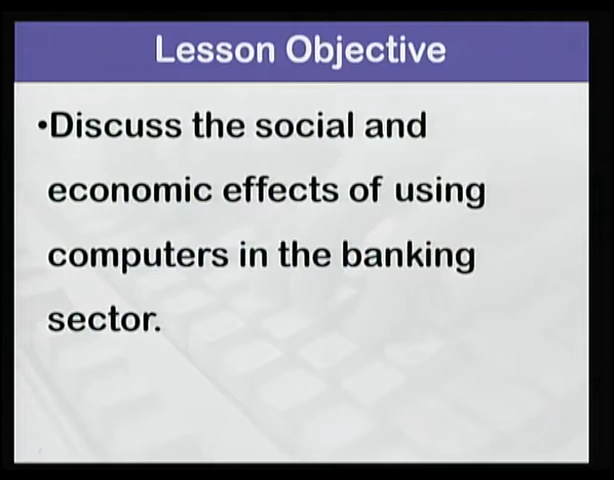 Lesson Objective
•Discuss the social and
economic effects of using
computers in the banking
sector.